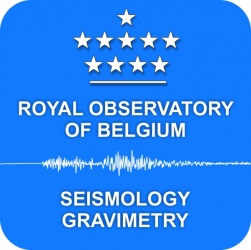 ROYAL OBSERVATORY
OF BELGIUM
SEISMOLOGY
GRAVIMETRY